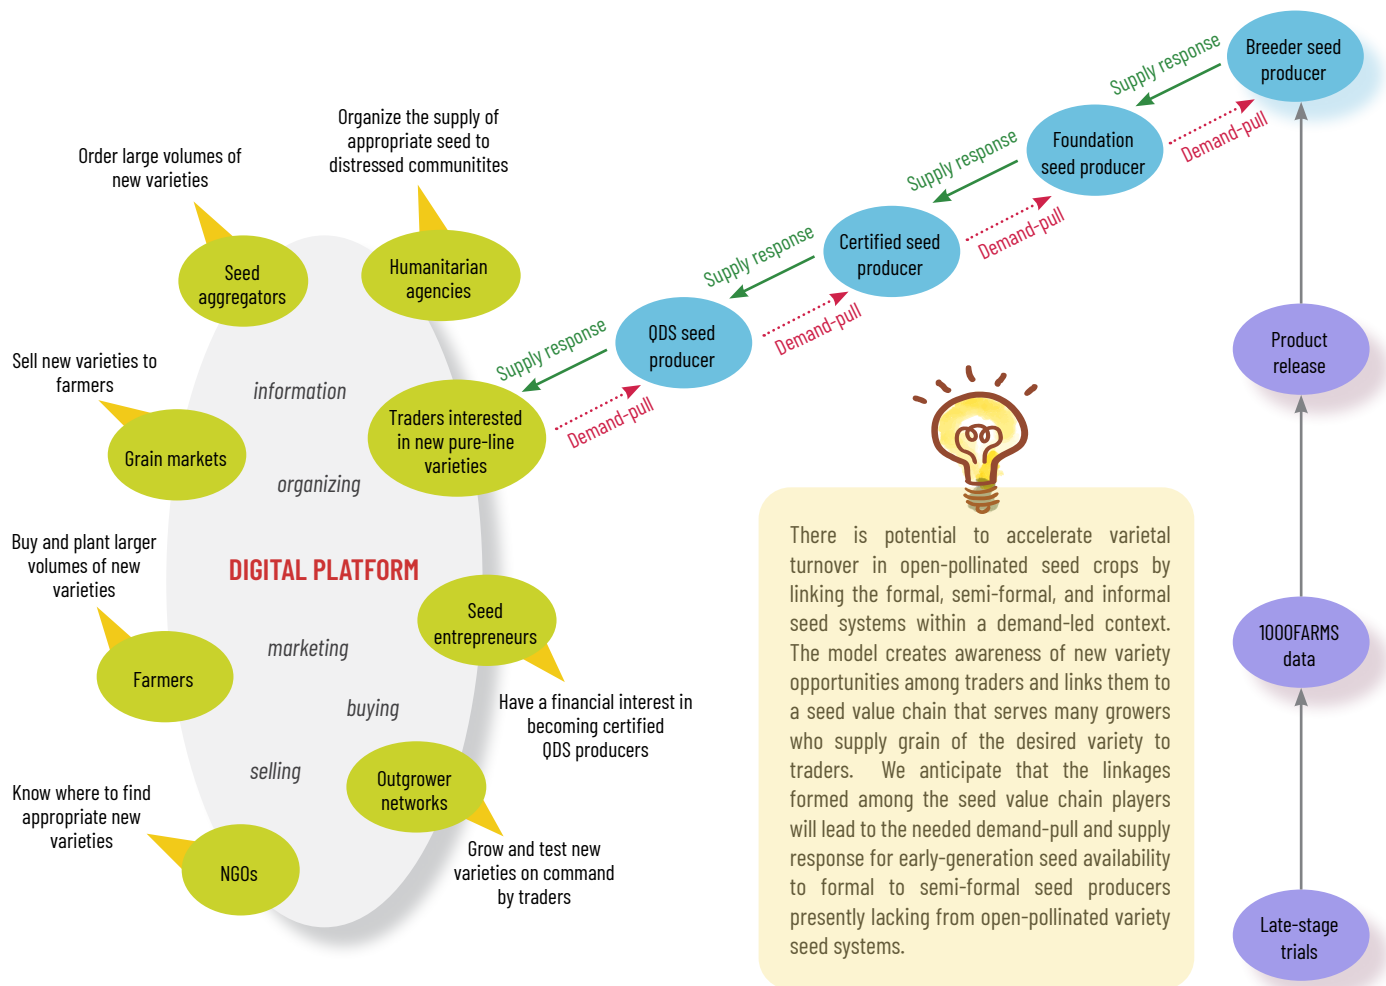 Breeder seed
producer
Supply response
Demand-pull
Foundation
seed producer
Supply response
Demand-pull
Certified seed
producer
Supply response
Demand-pull
QDS seed
producer
Supply response
Demand-pull
Organize the supply of
appropriate seed to
distressed communitites
Order large volumes of
new varieties
Seed
aggregators
Humanitarian
agencies
Sell new varieties to
farmers
Grain markets
information
Traders interested
in new pure-line
varieties
organizing
Buy and plant larger
volumes of new
varieties
DIGITAL PLATFORM
Farmers
Seed
entrepreneurs
marketing
Have a financial interest in
becoming certified
QDS producers
buying
selling
Outgrower
networks
Know where to find
appropriate new
varieties
Grow and test new
varieties on command
by traders
NGOs
There is potential to accelerate varietal
turnover in open-pollinated seed crops by
linking the formal, semi-formal, and informal
seed systems within a demand-led context.
The model creates awareness of new variety
opportunities among traders and links them to
a seed value chain that serves many growers
who supply grain of the desired variety to
traders. We anticipate that the linkages
formed among the seed value chain players
will lead to the needed demand-pull and supply
response for early-generation seed availability
to formal to semi-formal seed producers
presently lacking from open-pollinated variety
seed systems.
Product
release
1000FARMS
data
Late-stage
trials